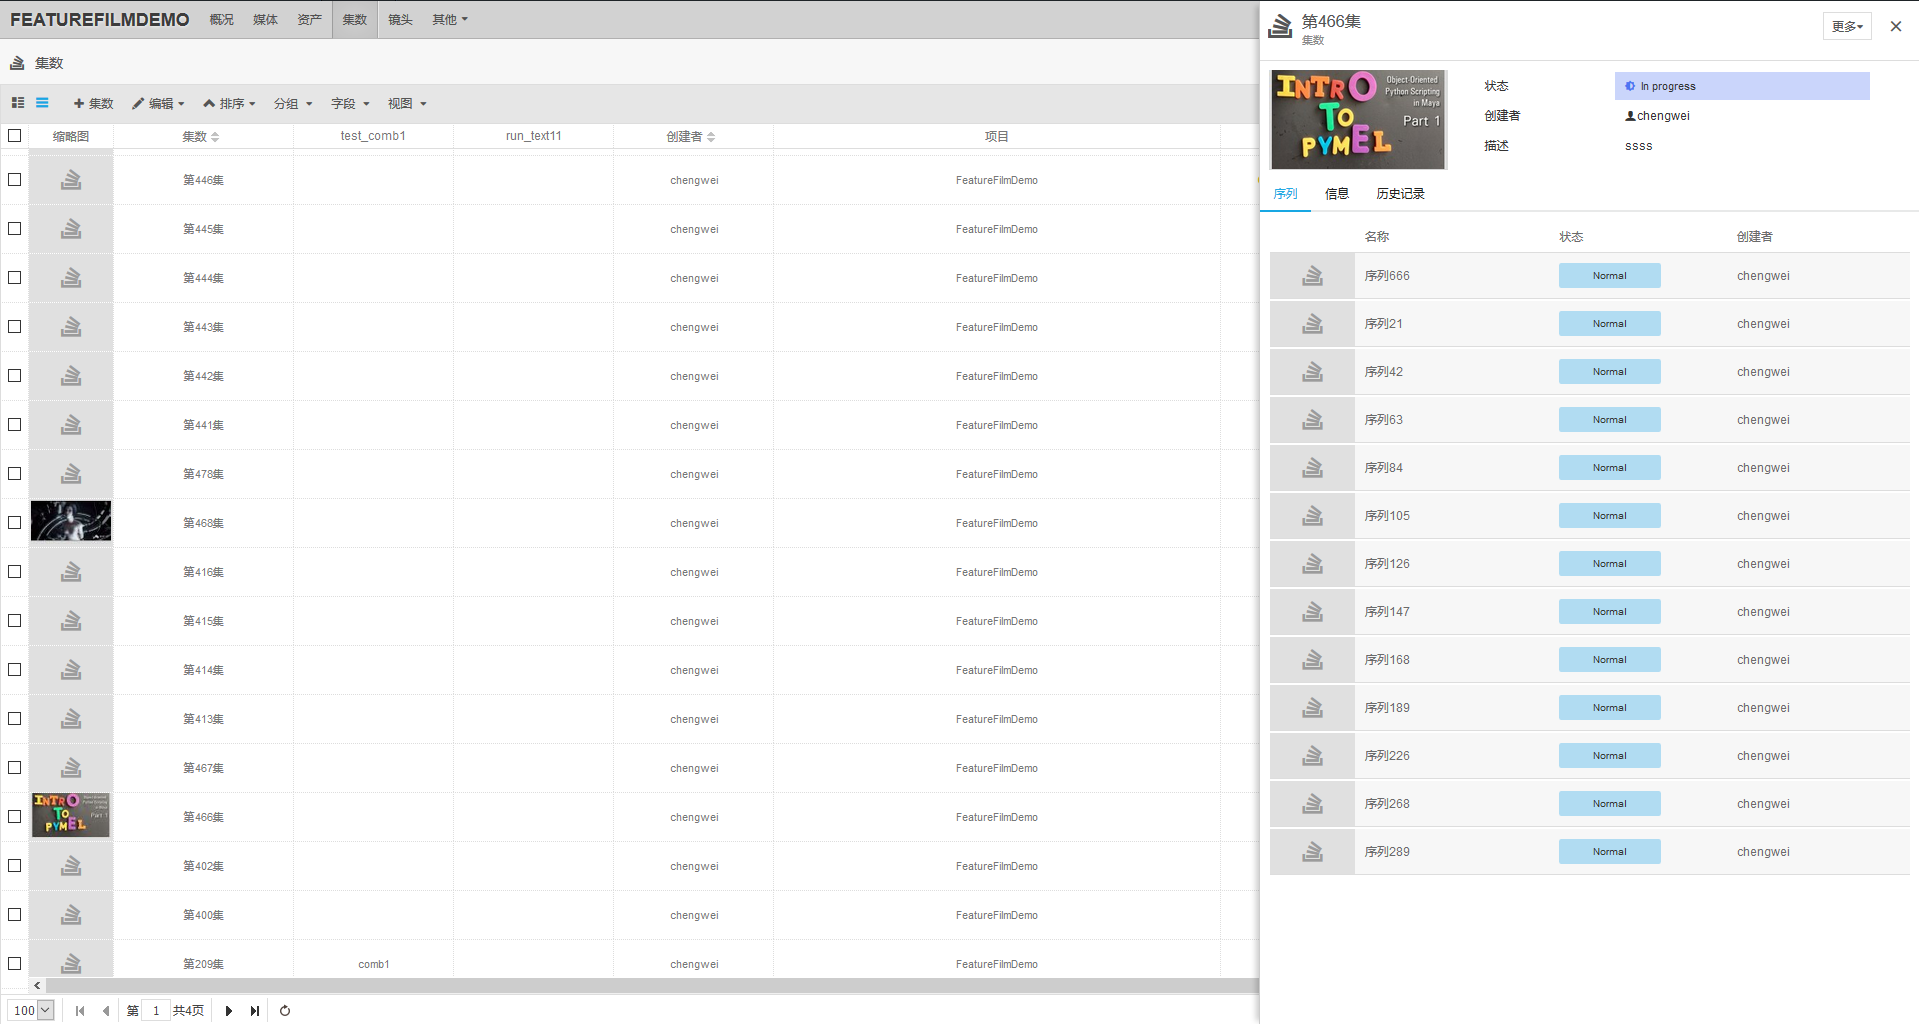 FEATUREFILMDEMO 概况 媒体 资产 集数 镜头 其他
集数
集数 编辑 排序 分组 字段 视图
缩略图 集数 test_comb1 run_text11 创建者 项目
第446集 chengwei FeatureFilmDemo
第445集 chengwei FeatureFilmDemo
第444集 chengwei FeatureFilmDemo
第443集 chengwei FeatureFilmDemo
第442集 chengwei FeatureFilmDemo
第441集 chengwei FeatureFilmDemo
第478集 chengwei FeatureFilmDemo
第468集 chengwei FeatureFilmDemo
第416集 chengwei FeatureFilmDemo
第415集 chengwei FeatureFilmDemo
第414集 chengwei FeatureFilmDemo
第413集 chengwei FeatureFilmDemo
第467集 chengwei FeatureFilmDemo
INTRO TO PYMEL Part 1 第466集 chengwei FeatureFilmDemo
第402集 chengwei FeatureFilmDemo
第400集 chengwei FeatureFilmDemo
第209集 comb1 chengwei FeatureFilmDemo
100 第 1 共4页
第466集 更多
集数
INTRO TO PYMEL
Object-Oriented
Python Scripting
in Maya
Part 1
状态 In progress
创建者 chengwei
描述 ssss
序列 信息 历史记录
名称 状态 创建者
序列666 Normal chengwei
序列21 Normal chengwei
序列42 Normal chengwei
序列63 Normal chengwei
序列84 Normal chengwei
序列105 Normal chengwei
序列126 Normal chengwei
序列147 Normal chengwei
序列168 Normal chengwei
序列189 Normal chengwei
序列226 Normal chengwei
序列268 Normal chengwei
序列289 Normal chengwei